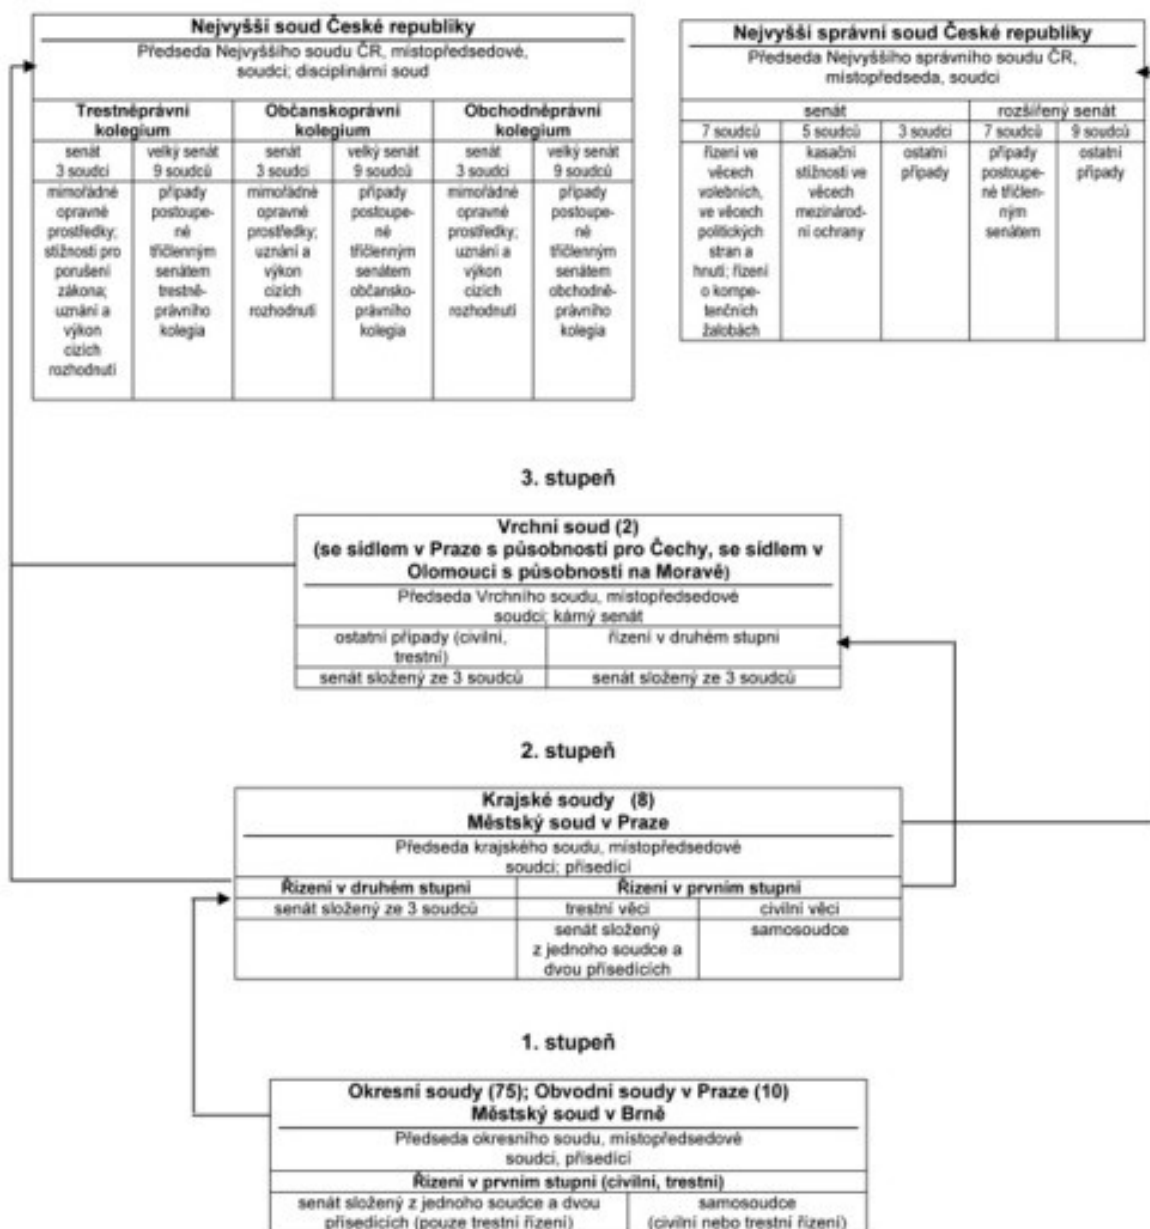 Nejvyšší soud České republiky
Předseda Nejvyššího soudu ČR, místopředsedové,
soudci; disciplinární soud
Trestněprávní
kolegium
Občanskoprávní
kolegium
Obchodněprávní
kolegium
senát
3 soudci
velký senát
9 soudců
senát
3 soudci
velký senát
9 soudců
senát
3 soudci
velký senát
9 soudců
mimořádné
opravné
prostředky;
stížnosti pro
porušení
zákona;
uznání a
výkon
cizích
rozhodnutí
případy
postoupe-
né
tříčlenným
senátem
trestně-
právního
kolegia
mimořádné
opravné
prostředky;
uznání a
výkon
cizích
rozhodnutí
případy
postoupe-
né
tříčlenným
senátem
občansko-
právního
kolegia
mimořádné
opravné
prostředky;
uznání a
výkon
cizích
rozhodnutí
případy
postoupe-
né
tříčlenným
senátem
obchodně-
právního
kolegia
Nejvyšší správní soud České republiky
Předseda Nejvyššího správního soudu ČR,
místopředseda, soudci
senát
rozšířený senát
7 soudců
5 soudců
3 soudci
7 soudců
9 soudců
řízení ve
věcech
volebních,
ve věcech
politických
stran a
hnutí; řízení
o kompe-
tenčních
žalobách
kasační
stížnosti ve
věcech
mezinárod-
ní ochrany
ostatní
případy
případy
postoupe-
né tříčlen-
ným
senátem
ostatní
případy
3. stupeň
Vrchní soud (2)
(se sídlem v Praze s působností pro Čechy, se sídlem v
Olomouci s působností na Moravě)
Předseda Vrchního soudu, místopředsedové
soudci; kárný senát
ostatní případy (civilní,
trestní)
řízení v druhém stupni
senát složený ze 3 soudců
senát složený ze 3 soudců
2. stupeň
Krajské soudy (8)
Městský soud v Praze
Předseda krajského soudu, místopředsedové
soudci; přísedící
Řízení v druhém stupni
Řízení v prvním stupni
senát složený ze 3 soudců
trestní věci
civilní věci
senát složený
z jednoho soudce a
dvou přísedících
samosoudce
1. stupeň
Okresní soudy (75); Obvodní soudy v Praze (10)
Městský soud v Brně
Předseda okresního soudu, místopředsedové
soudci, přísedící
Řízení v prvním stupni (civilní, trestní)
senát složený z jednoho soudce a dvou
přísedících (pouze trestní řízení)
samosoudce
(civilní nebo trestní řízení)